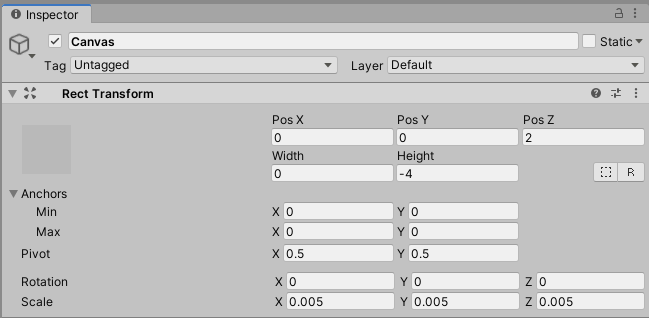 Inspector
Canvas Static
Tag Untagged Layer Default
Rect Transform
Pos X Pos Y Pos Z
0 0 2
Width Height
0 -4 R
Anchors
Min X 0 Y 0
Max X 0 Y 0
Pivot X 0.5 Y 0.5
Rotation X 0 Y 0 Z 0
Scale X 0.005 Y 0.005 Z 0.005